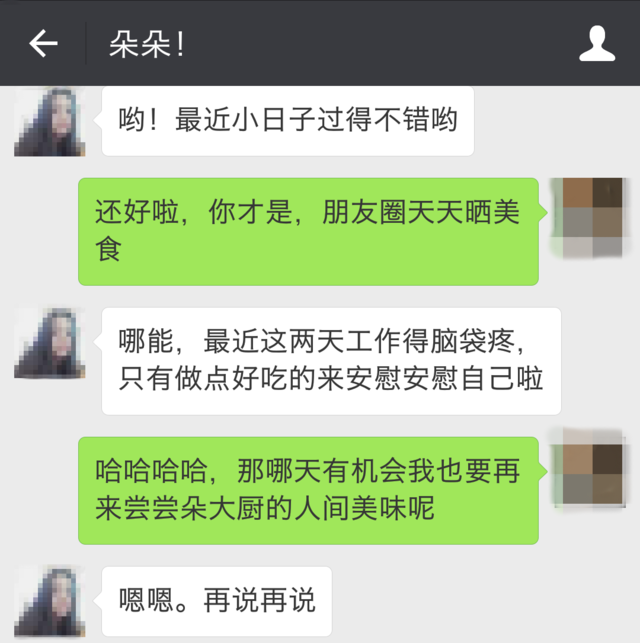 朵朵！
哟！最近小日子过得不错哟
还好啦，你才是，朋友圈天天晒美
食
哪能，最近这两天工作得脑袋疼，
只有做点好吃的来安慰安慰自己啦
哈哈哈哈，那哪天有机会我也要再
来尝尝朵大厨的人间美味呢
嗯嗯。再说再说